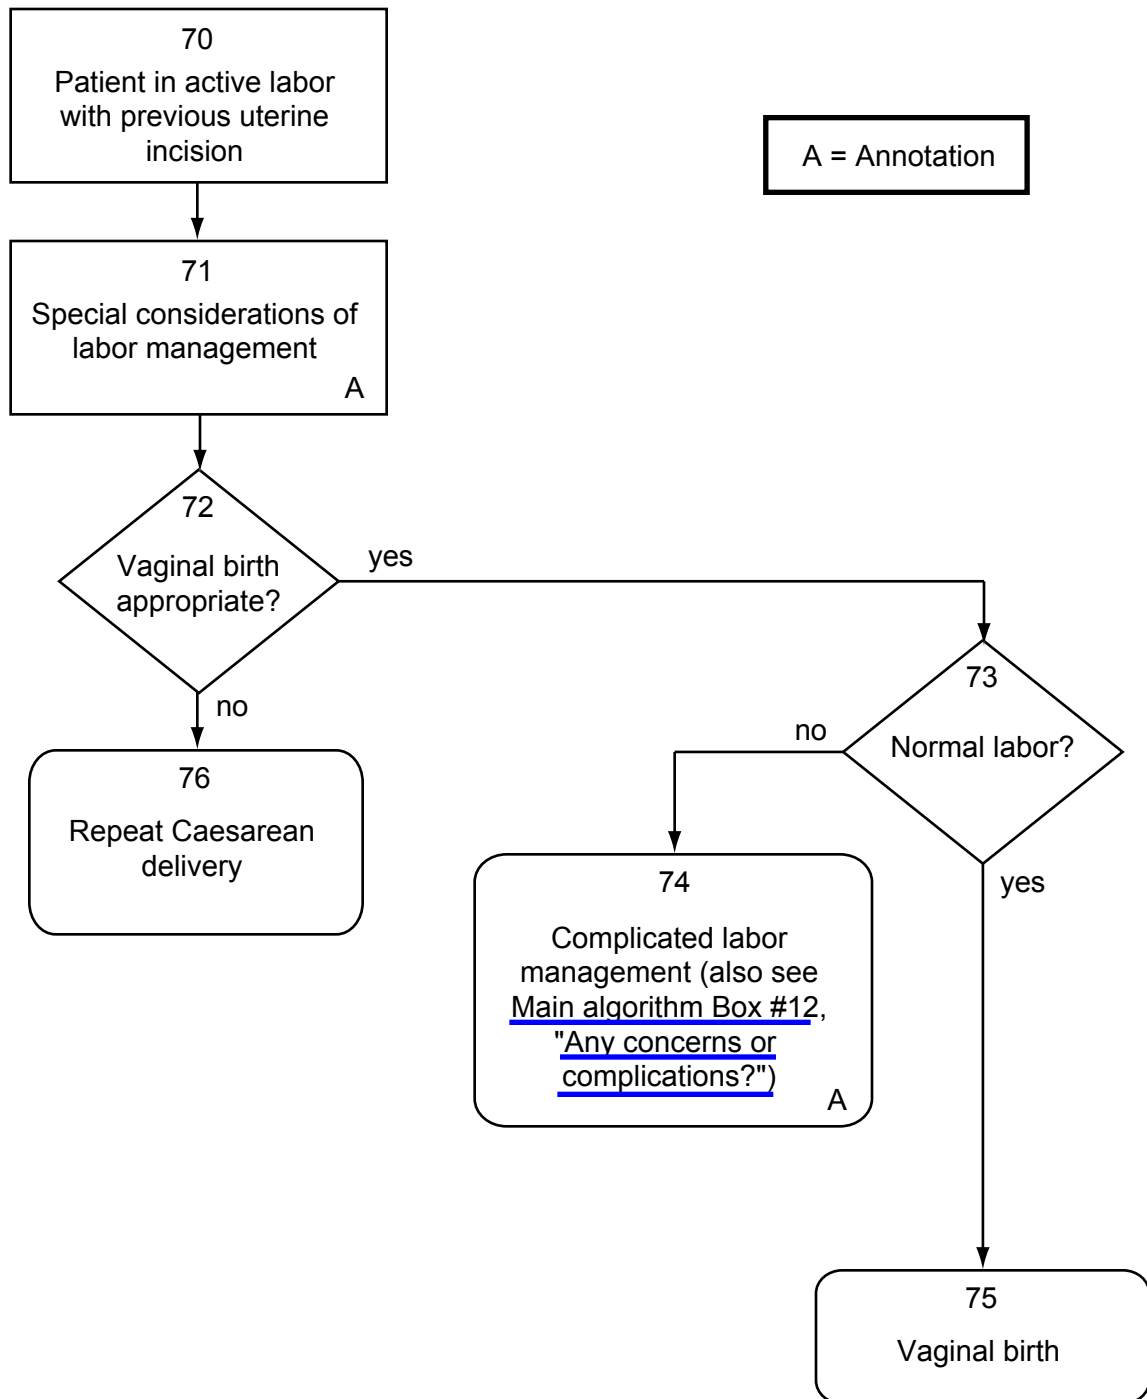 70
Patient in active labor
with previous uterine
incision
A = Annotation
71
Special considerations of
labor management
A
72
Vaginal birth
appropriate?
yes
no
73
Normal labor?
no
yes
76
Repeat Caesarean
delivery
74
Complicated labor
management (also see
Main algorithm Box #12,
"Any concerns or
complications?")
A
75
Vaginal birth